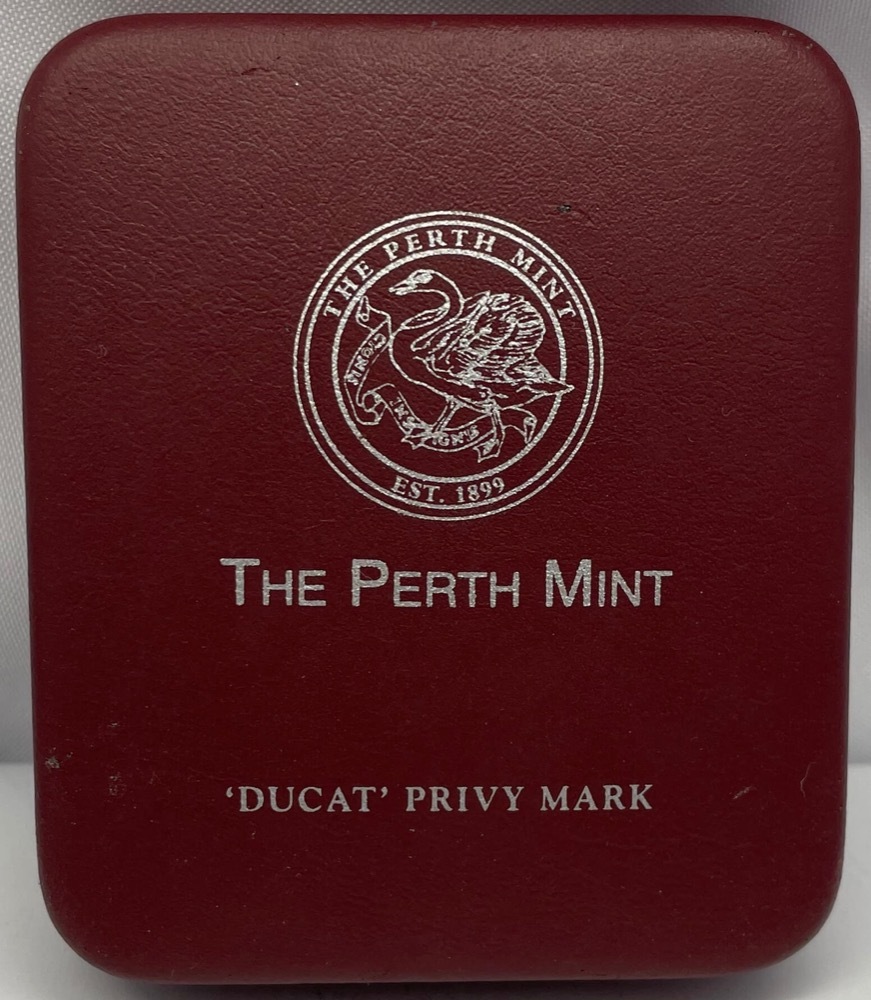 THE PERTH MINT
EST. 1899
THE PERTH MINT
‘DUCAT’ PRIVY MARK